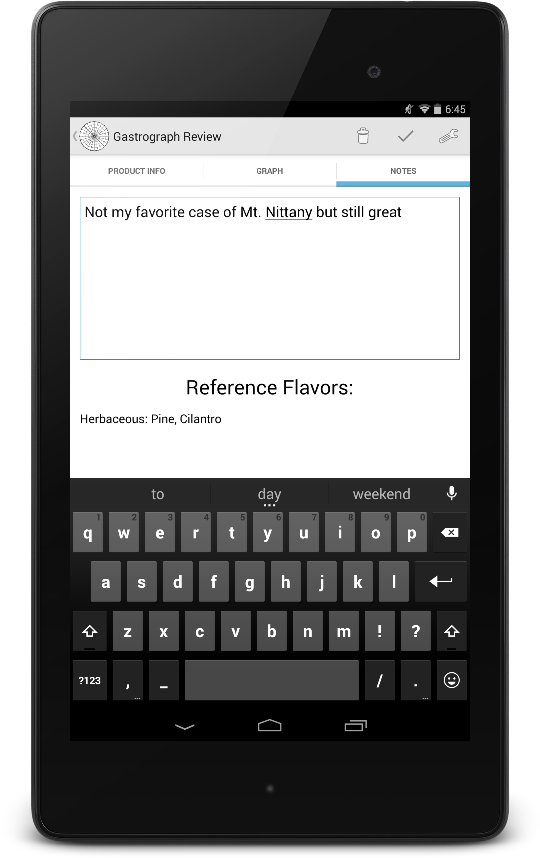 6:45
Gastrograph Review
PRODUCT INFO GRAPH NOTES
Not my favorite case of Mt. Nittany but still great
Reference Flavors:
Herbaceous: Pine, Cilantro
to day weekend
1 2 3 4 5 6 7 8 9 0
q w e r t y u i o p
a s d f g h j k l
z x c v b n m ! ?
?123 , _ / .